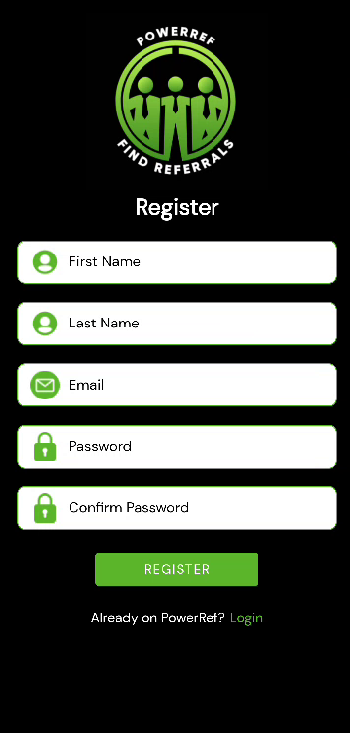 POWERREF
FIND REFERRALS
Register
First Name
Last Name
Email
Password
Confirm Password
REGISTER
Already on PowerRef? Login